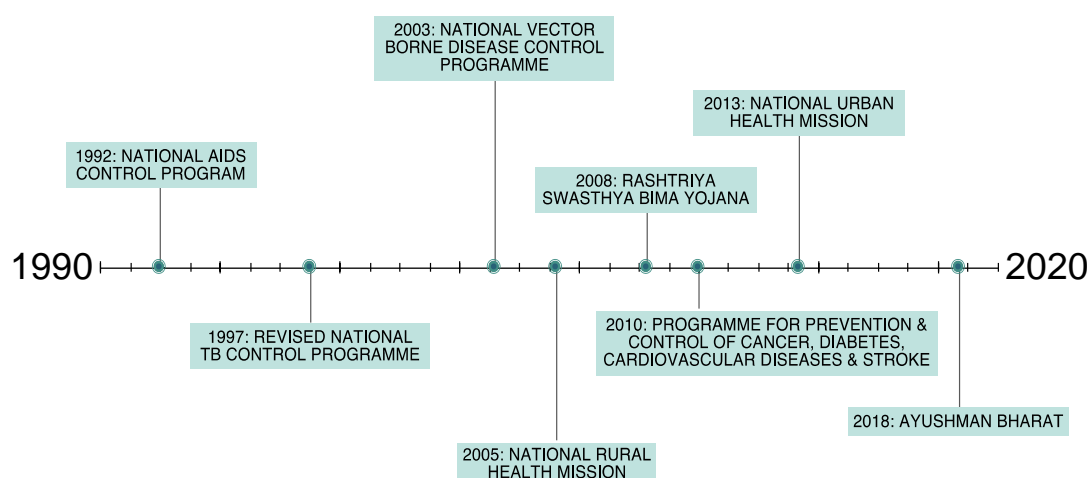 2003: NATIONAL VECTOR
BORNE DISEASE CONTROL
PROGRAMME
2013: NATIONAL URBAN
HEALTH MISSION
1992: NATIONAL AIDS
CONTROL PROGRAM
2008: RASHTRIYA
SWASTHYA BIMA YOJANA
1990
2020
1997: REVISED NATIONAL
TB CONTROL PROGRAMME
2010: PROGRAMME FOR PREVENTION &
CONTROL OF CANCER, DIABETES,
CARDIOVASCULAR DISEASES & STROKE
2018: AYUSHMAN BHARAT
2005: NATIONAL RURAL
HEALTH MISSION